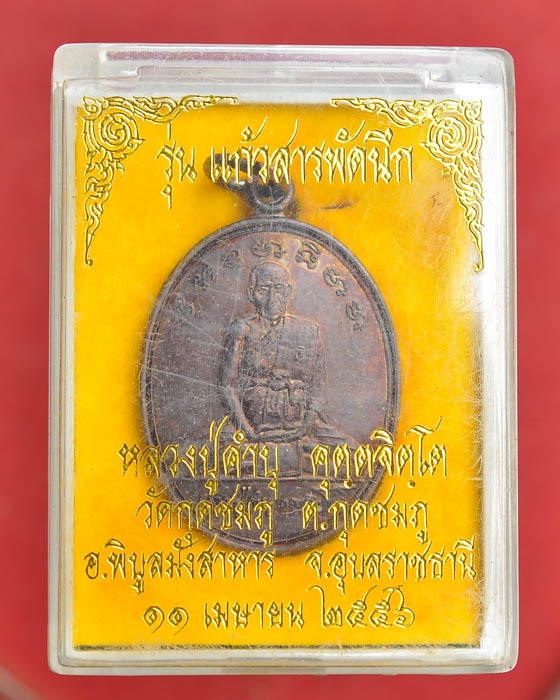 รุ่น แก้วสารพัดนึก
หลวงปู่คำบุ คุตฺตจิตฺโต
วัดกุดชมภู ต.กุดชมภู
อ.พิบูลมังสาหาร จ.อุบลราชธานี
๑๑ เมษายน ๒๕๕๖